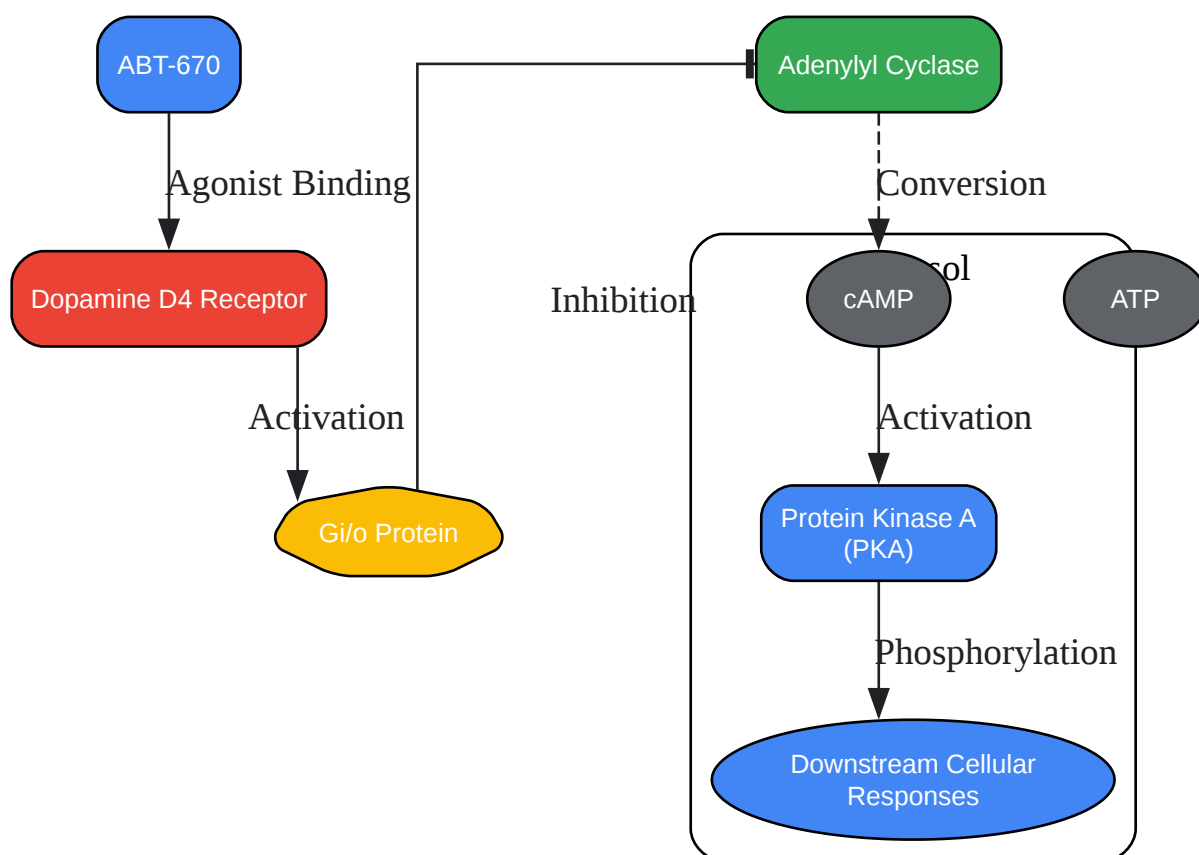 ABT-670
Adenylyl Cyclase
Agonist Binding
Conversion
Dopamine D4 Receptor
Inhibition
cAMP
ATP
Activation
Activation
Gi/o Protein
Protein Kinase A
(PKA)
Phosphorylation
Downstream Cellular
Responses